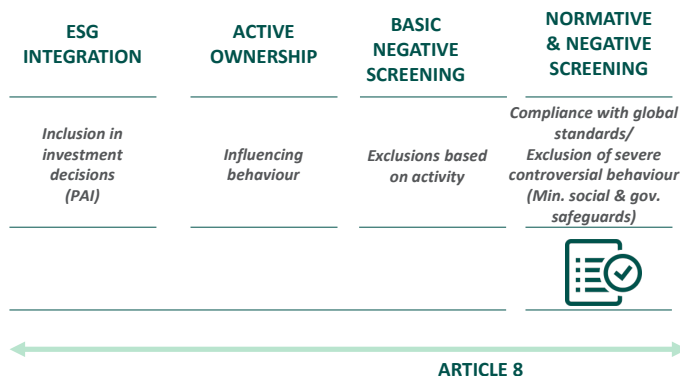 ESG
INTEGRATION
ACTIVE
OWNERSHIP
BASIC
NEGATIVE
SCREENING
NORMATIVE
& NEGATIVE
SCREENING
Inclusion in
investment
decisions
(PAI)
Influencing
behaviour
Exclusions based
on activity
Compliance with global
standards/
Exclusion of severe
controversial behaviour
(Min. social & gov.
safeguards)
ARTICLE 8